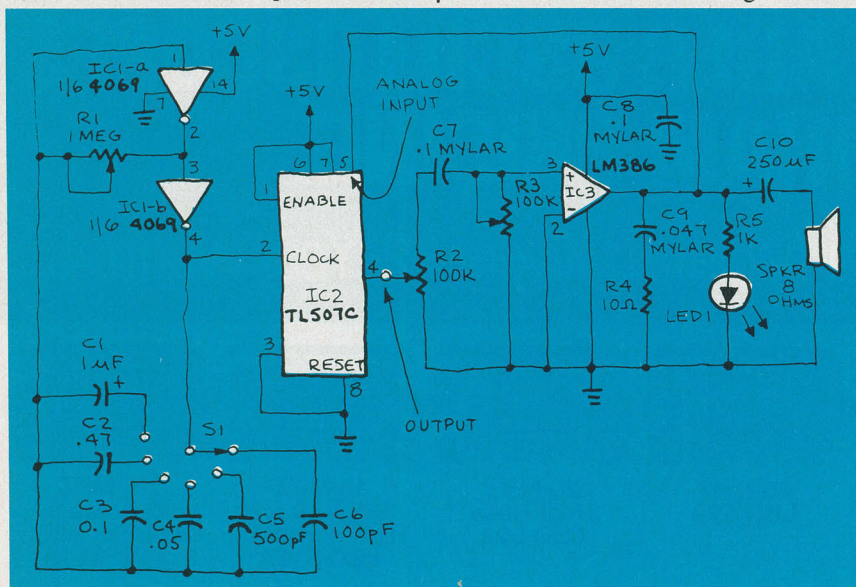 IC1-a
1/6 4069
+5V
1
14
7
2
R1
1 MEG
3
IC1-b
1/6 4069
4
+5V
ANALOG
INPUT
6 7 5
1
ENABLE
2
CLOCK
4
IC2
TL507C
3
RESET
8
OUTPUT
C7
.1 MYLAR
R2
100K
R3
100K
+5V
C8
.1
MYLAR
LM386
3
+
IC3
-
2
C10
250µF
+
C9
.047
MYLAR
R5
1K
R4
10Ω
LED1
SPKR
8
OHMS
C1
1µF
+
C2
.47
S1
C3
0.1
C4
.05
C5
500pF
C6
100pF